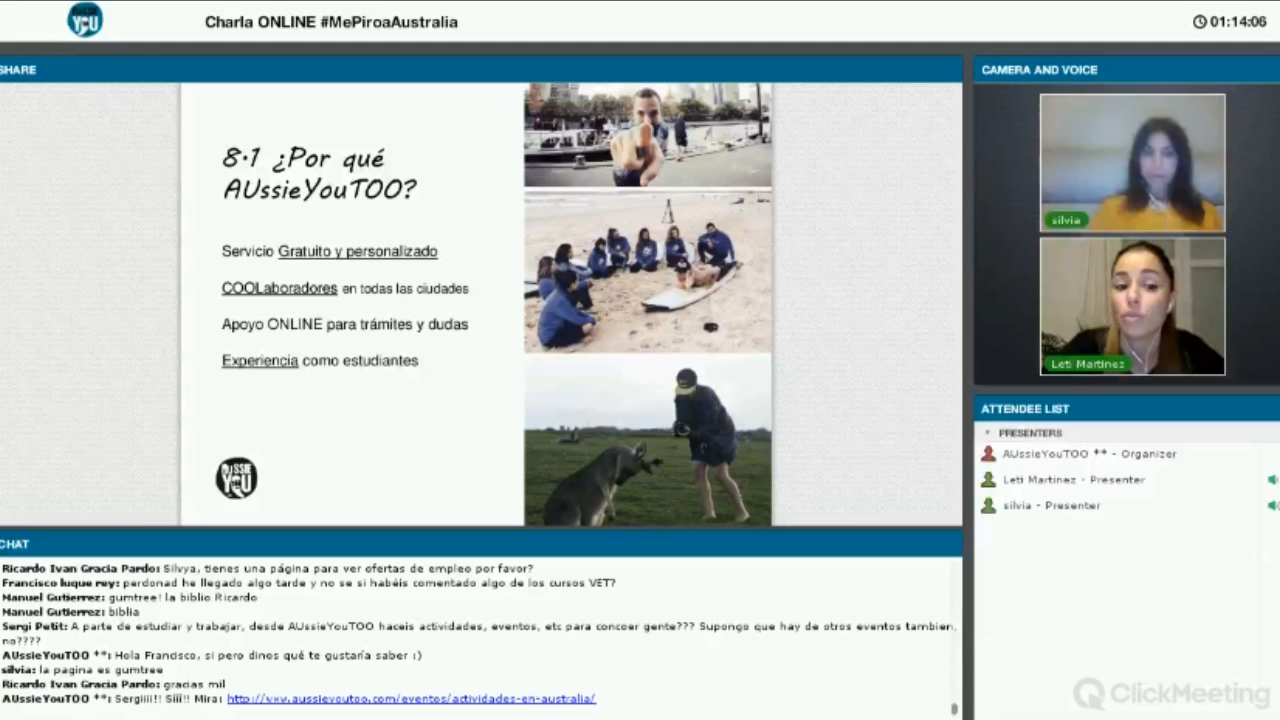 Charla ONLINE #MePiroaAustralia
01:14:06
SHARE
8.1 ¿Por qué
AUssieYouTOO?
Servicio Gratuito y personalizado
COOLaboradores en todas las ciudades
Apoyo ONLINE para trámites y dudas
Experiencia como estudiantes
AUSSIE
YOU
CAMERA AND VOICE
silvia
Leti Martinez
ATTENDEE LIST
PRESENTERS
AUssieYouTOO ** - Organizer
Leti Martinez - Presenter
silvia - Presenter
CHAT
Ricardo Ivan Gracia Pardo: Silvya, tienes una página para ver ofertas de empleo por favor?
Francisco luque rey: perdonad he llegado algo tarde y no se si habéis comentado algo de los cursos VET?
Manuel Gutierrez: gumtree! la biblio Ricardo
Manuel Gutierrez: biblia
Sergi Petit: A parte de estudiar y trabajar, desde AUssieYouTOO haceis actividades, eventos, etc para concoer gente??? Supongo que hay de otros eventos tambien,
no????
AUssieYouTOO **: Hola Francisco, si pero dinos qué te gustaría saber :)
silvia: la pagina es gumtree
Ricardo Ivan Gracia Pardo: gracias mil
AUssieYouTOO **: Sergiiii!! Siii!! Mira: http://www.aussieyoutoo.com/eventos/actividades-en-australia/
ClickMeeting